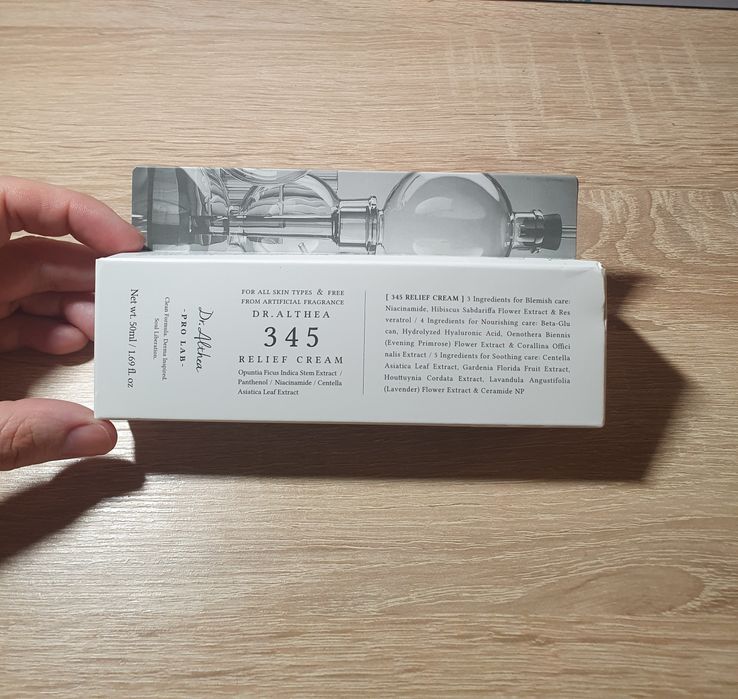 Net wt. 50ml / 1.69 fl. oz
Clean Formula. Derma Inspired.
Soul Liberation.
Dr.Althea
-PRO LAB-
FOR ALL SKIN TYPES & FREE
FROM ARTIFICIAL FRAGRANCE
DR.ALTHEA
345
RELIEF CREAM
Opuntia Ficus Indica Stem Extract /
Panthenol / Niacinamide / Centella
Asiatica Leaf Extract
[ 345 RELIEF CREAM ] 3 Ingredients for Blemish care:
Niacinamide, Hibiscus Sabdariffa Flower Extract & Res
veratrol / 4 Ingredients for Nourishing care: Beta-Glu
can, Hydrolyzed Hyaluronic Acid, Oenothera Biennis
(Evening Primrose) Flower Extract & Corallina Offici
nalis Extract / 5 Ingredients for Soothing care: Centella
Asiatica Leaf Extract, Gardenia Florida Fruit Extract,
Houttuynia Cordata Extract, Lavandula Angustifolia
(Lavender) Flower Extract & Ceramide NP